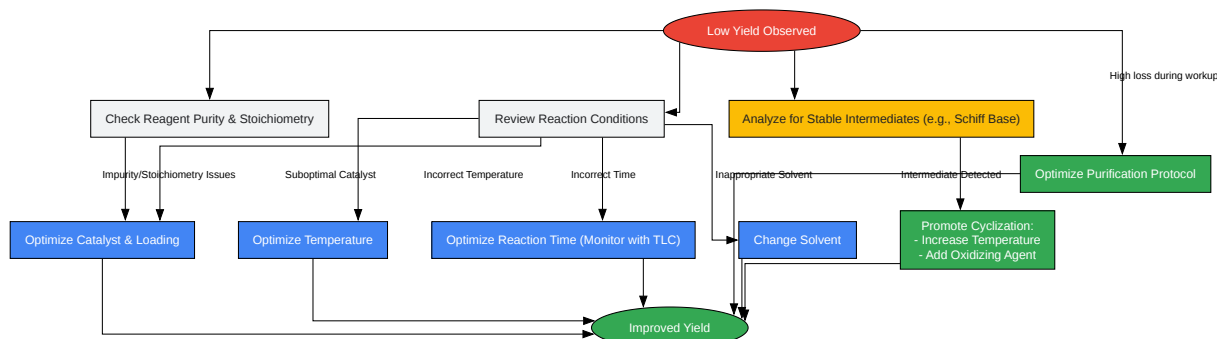 Low Yield Observed
High loss during workup
Check Reagent Purity & Stoichiometry
Review Reaction Conditions
Analyze for Stable Intermediates (e.g., Schiff Base)
Impurity/Stoichiometry Issues
Suboptimal Catalyst
Incorrect Temperature
Incorrect Time
Inappropriate Solvent
Intermediate Detected
Optimize Purification Protocol
Optimize Catalyst & Loading
Optimize Temperature
Optimize Reaction Time (Monitor with TLC)
Change Solvent
Promote Cyclization:
- Increase Temperature
- Add Oxidizing Agent
Improved Yield